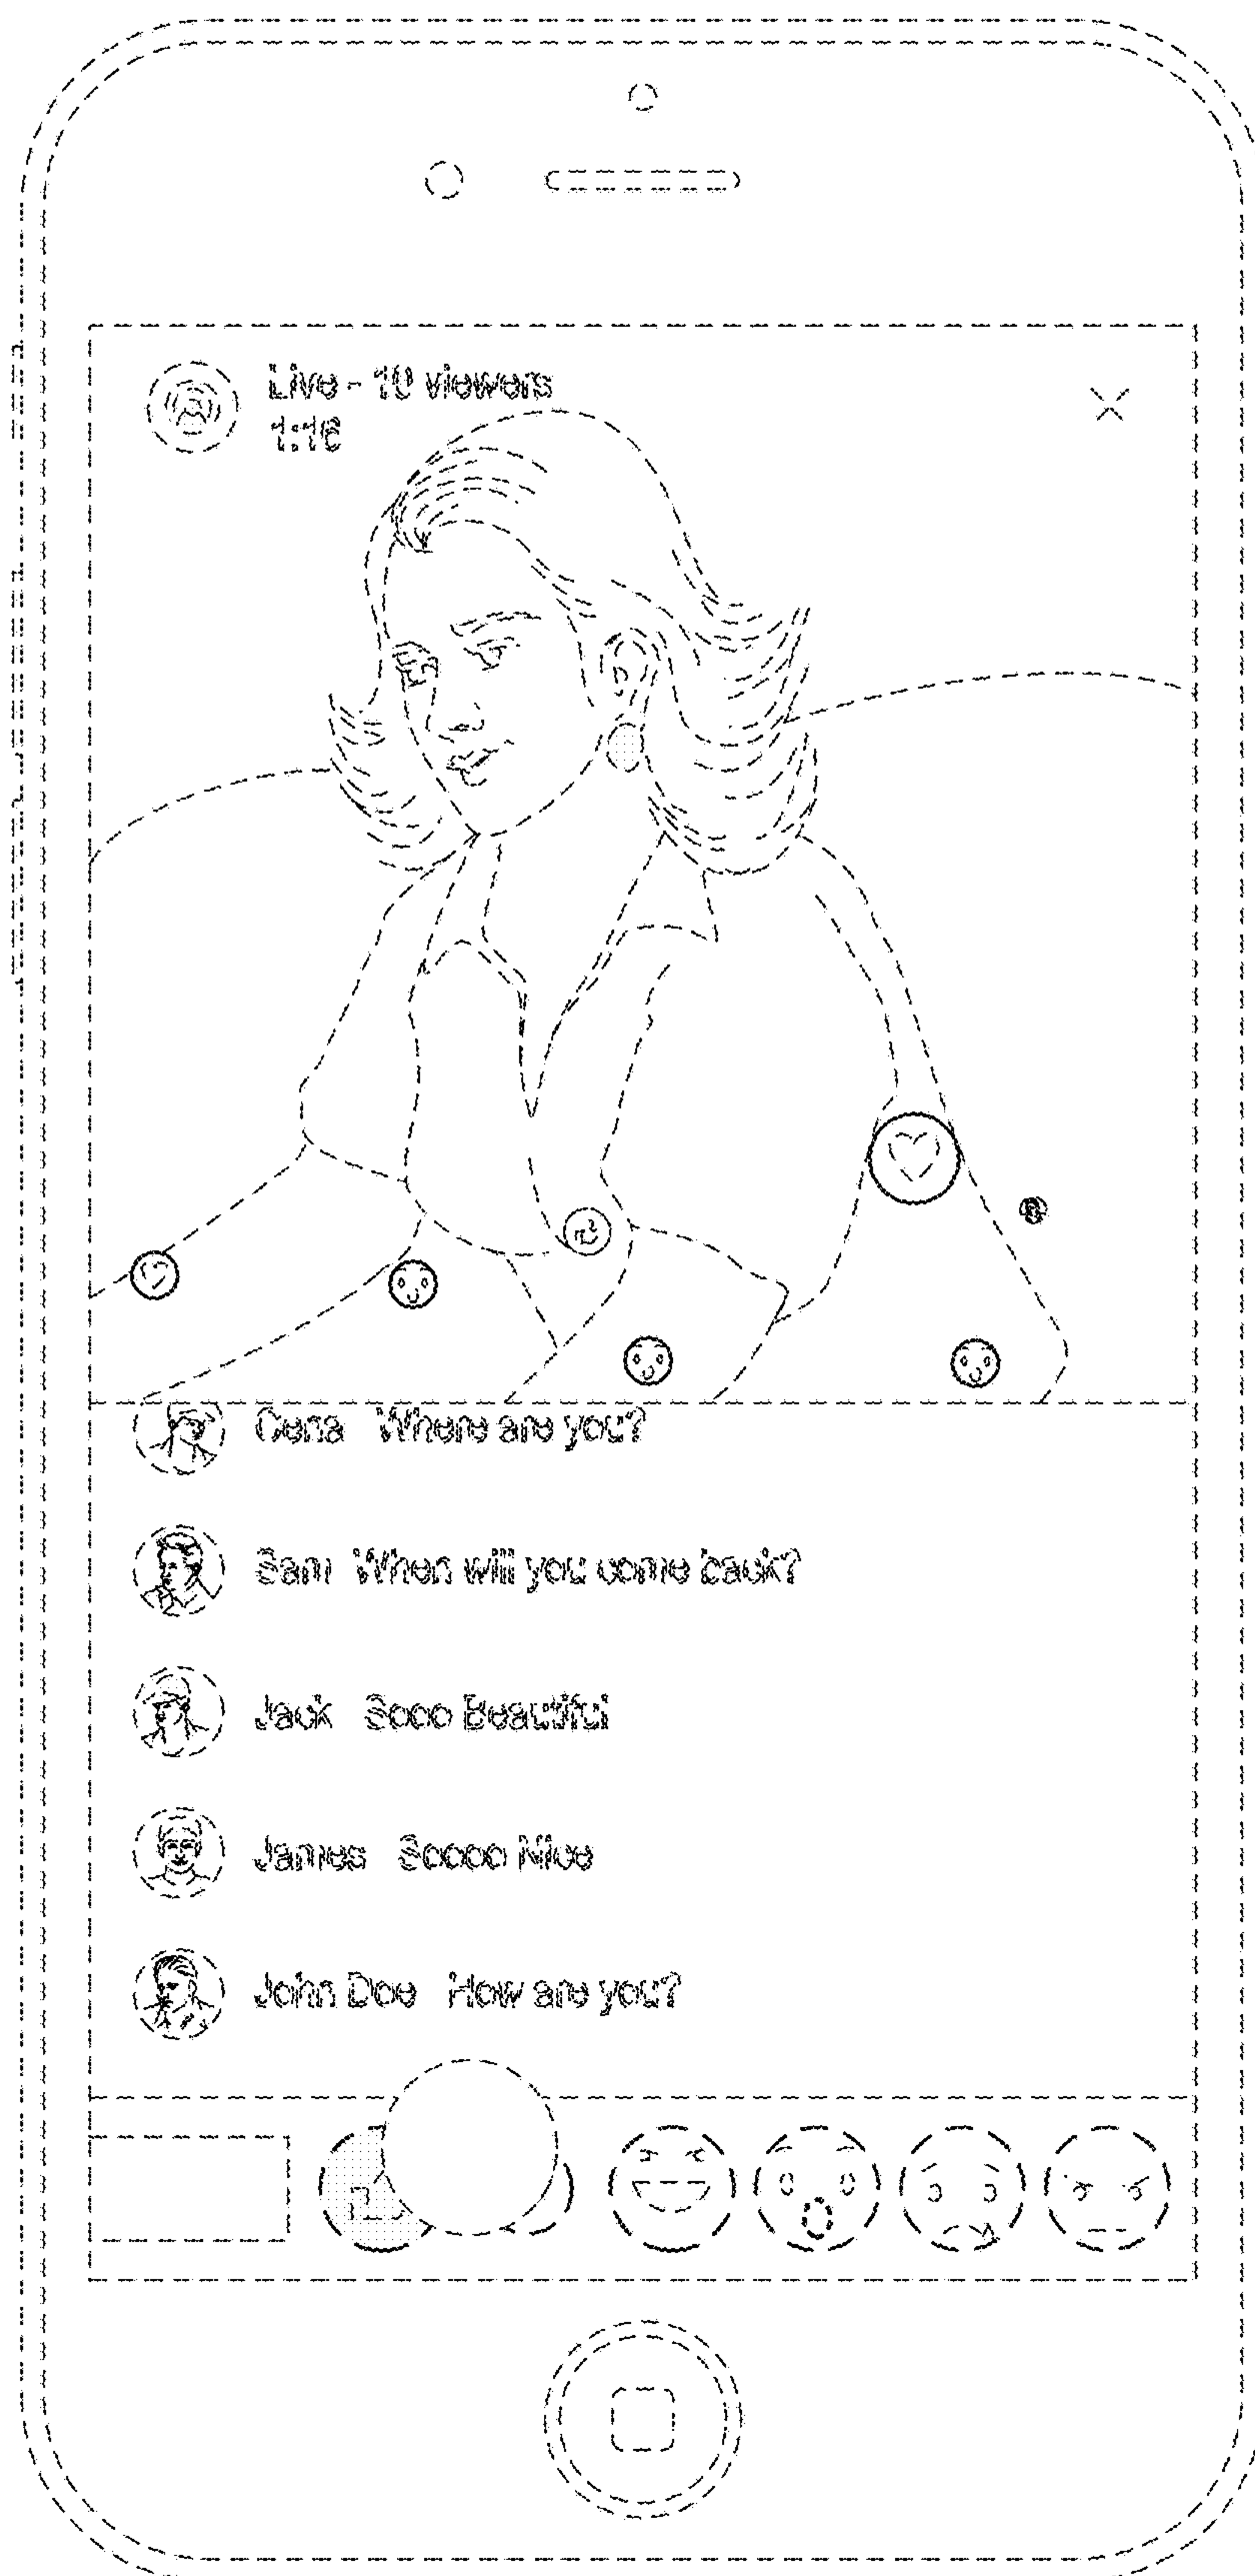 Live - 10 viewers
1:16
Cena Where are you?
Sam When will you come back?
Jack Sooo Beautiful
James Soooo Nice
John Doe How are you?